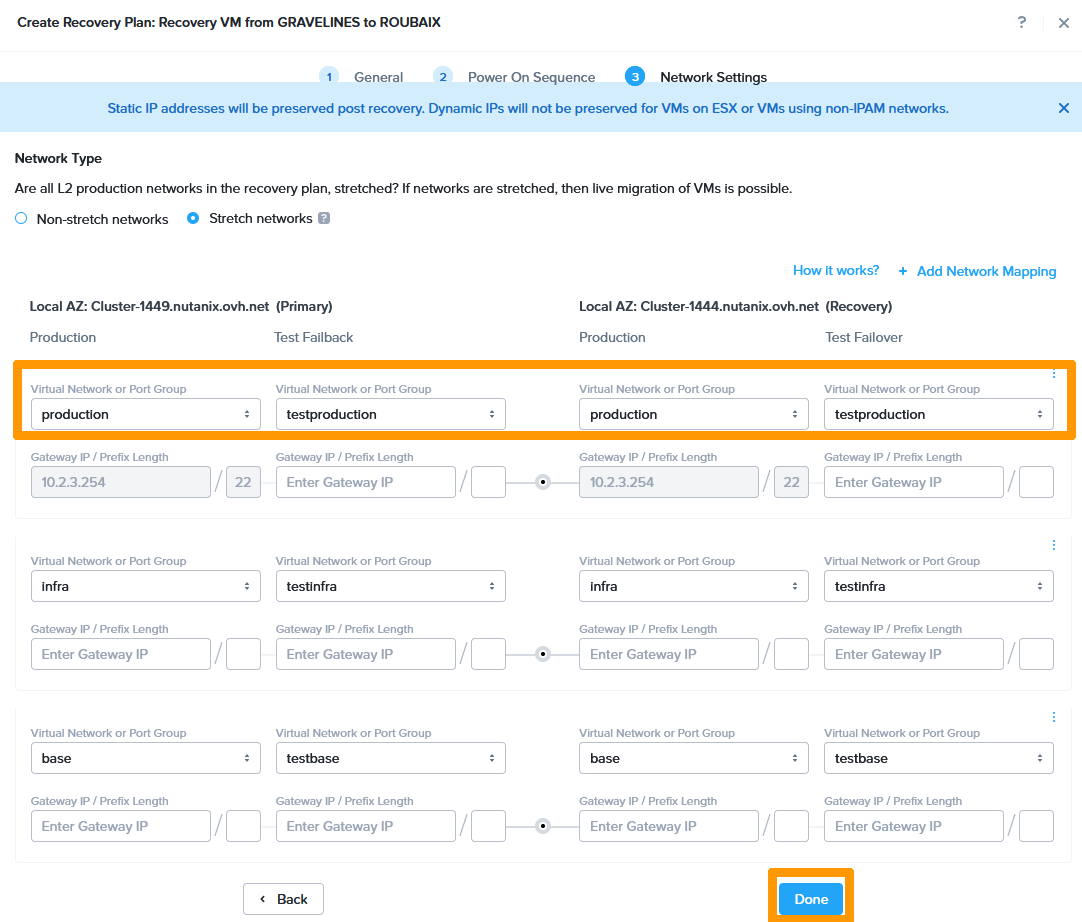 Create Recovery Plan: Recovery VM from GRAVELINES to ROUBAIX ? ✕
1 General 2 Power On Sequence 3 Network Settings
Static IP addresses will be preserved post recovery. Dynamic IPs will not be preserved for VMs on ESX or VMs using non-IPAM networks. ✕
Network Type
Are all L2 production networks in the recovery plan, stretched? If networks are stretched, then live migration of VMs is possible.
Non-stretch networks Stretch networks ?
How it works? + Add Network Mapping
Local AZ: Cluster-1449.nutanix.ovh.net (Primary) Local AZ: Cluster-1444.nutanix.ovh.net (Recovery)
Production Test Failback Production Test Failover
Virtual Network or Port Group Virtual Network or Port Group Virtual Network or Port Group Virtual Network or Port Group
production testproduction production testproduction
Gateway IP / Prefix Length Gateway IP / Prefix Length Gateway IP / Prefix Length Gateway IP / Prefix Length
10.2.3.254 / 22 Enter Gateway IP / 10.2.3.254 / 22 Enter Gateway IP /
Virtual Network or Port Group Virtual Network or Port Group Virtual Network or Port Group Virtual Network or Port Group
infra testinfra infra testinfra
Gateway IP / Prefix Length Gateway IP / Prefix Length Gateway IP / Prefix Length Gateway IP / Prefix Length
Enter Gateway IP / Enter Gateway IP / Enter Gateway IP / Enter Gateway IP /
Virtual Network or Port Group Virtual Network or Port Group Virtual Network or Port Group Virtual Network or Port Group
base testbase base testbase
Gateway IP / Prefix Length Gateway IP / Prefix Length Gateway IP / Prefix Length Gateway IP / Prefix Length
Enter Gateway IP / Enter Gateway IP / Enter Gateway IP / Enter Gateway IP /
‹ Back Done